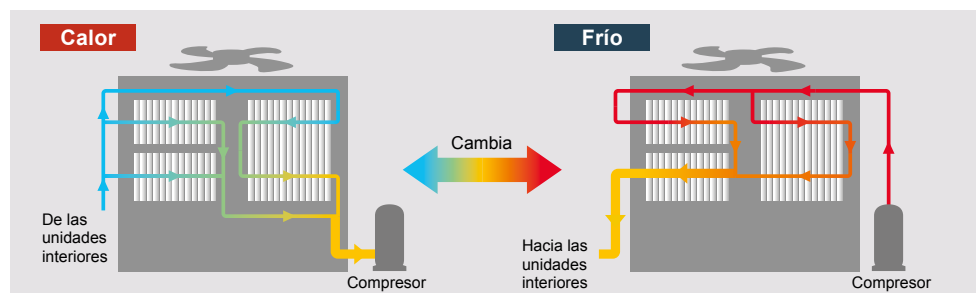 Calor
De las
unidades
interiores
Compresor
Cambia
Frío
Hacia las
unidades
interiores
Compresor